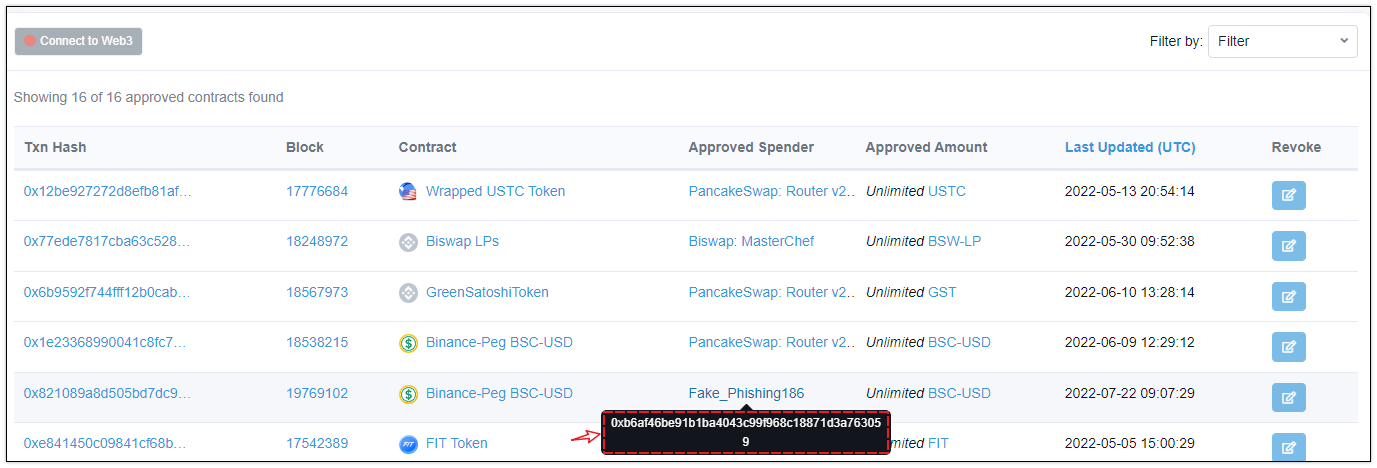 Connect to Web3 Filter by: Filter
Showing 16 of 16 approved contracts found
Txn Hash Block Contract Approved Spender Approved Amount Last Updated (UTC) Revoke
0x12be927272d8efb81af... 17776684 Wrapped USTC Token PancakeSwap: Router v2... Unlimited USTC 2022-05-13 20:54:14
0x77ede7817cba63c528... 18248972 Biswap LPs Biswap: MasterChef Unlimited BSW-LP 2022-05-30 09:52:38
0x6b9592f744fff12b0cab... 18567973 GreenSatoshiToken PancakeSwap: Router v2... Unlimited GST 2022-06-10 13:28:14
0x1e23368990041c8fc7... 18538215 Binance-Peg BSC-USD PancakeSwap: Router v2... Unlimited BSC-USD 2022-06-09 12:29:12
0x821089a8d505bd7dc9... 19769102 Binance-Peg BSC-USD Fake_Phishing186 Unlimited BSC-USD 2022-07-22 09:07:29
0xb6af46be91b1ba4043c99f968c18871d3a76305
9
0xe841450c09841cf68b... 17542389 FIT FIT Token FIT 2022-05-05 15:00:29